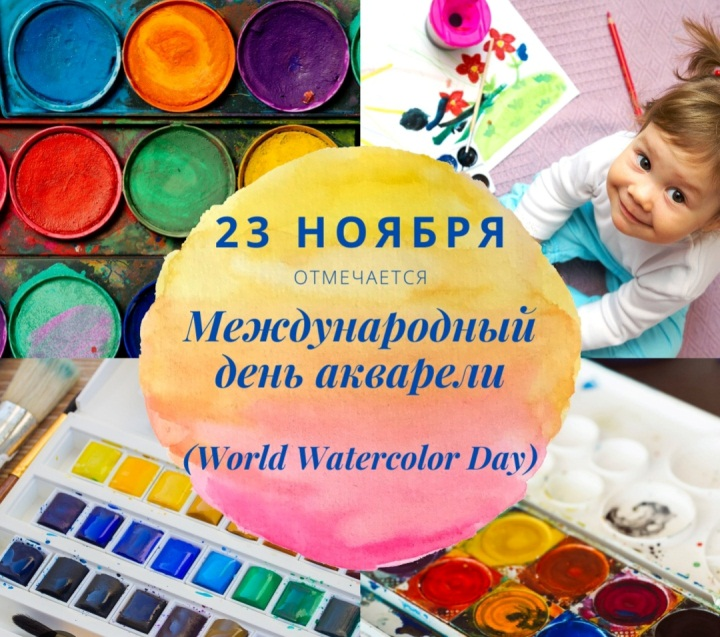 23 НОЯБРЯ
ОТМЕЧАЕТСЯ
Международный
день акварели
(World Watercolor Day)